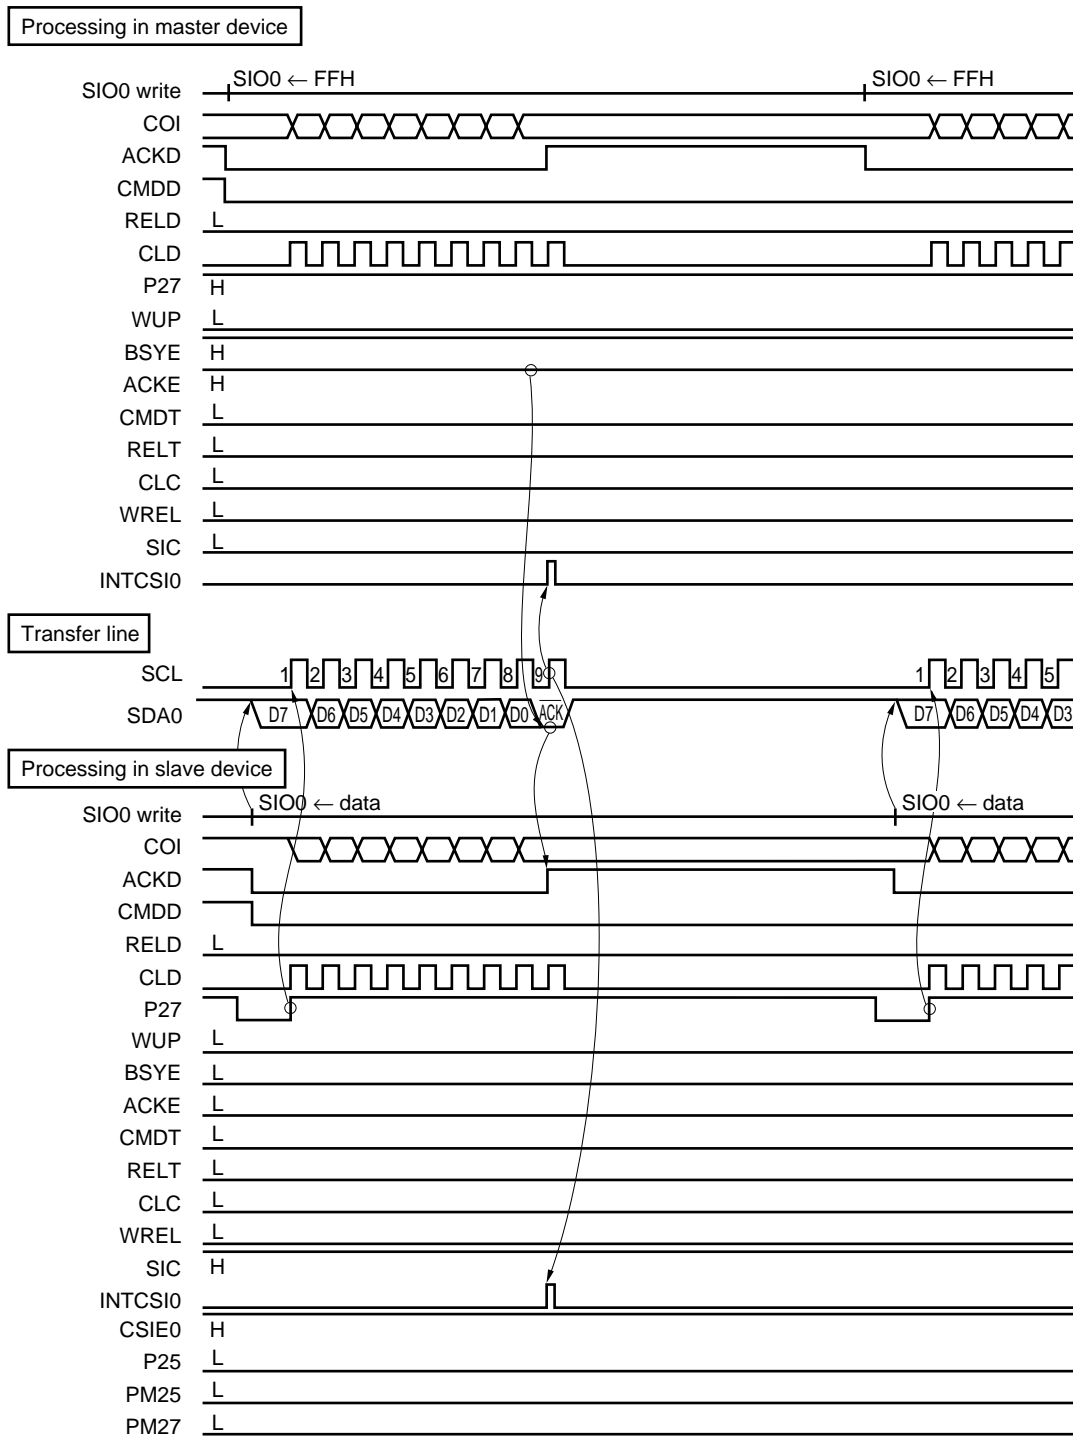 Processing in master device
SIO0 write SIO0 ← FFH SIO0 ← FFH
COI
ACKD
CMDD
RELD L
CLD
P27 H
WUP L
BSYE H
ACKE H
CMDT L
RELT L
CLC L
WREL L
SIC L
INTCSI0
Transfer line
SCL 1 2 3 4 5 6 7 8 9 1 2 3 4 5
SDA0 D7 D6 D5 D4 D3 D2 D1 D0 ACK D7 D6 D5 D4 D3
Processing in slave device
SIO0 write SIO0 ← data SIO0 ← data
COI
ACKD
CMDD
RELD L
CLD
P27
WUP L
BSYE L
ACKE L
CMDT L
RELT L
CLC L
WREL L
SIC H
INTCSI0
CSIE0 H
P25 L
PM25 L
PM27 L